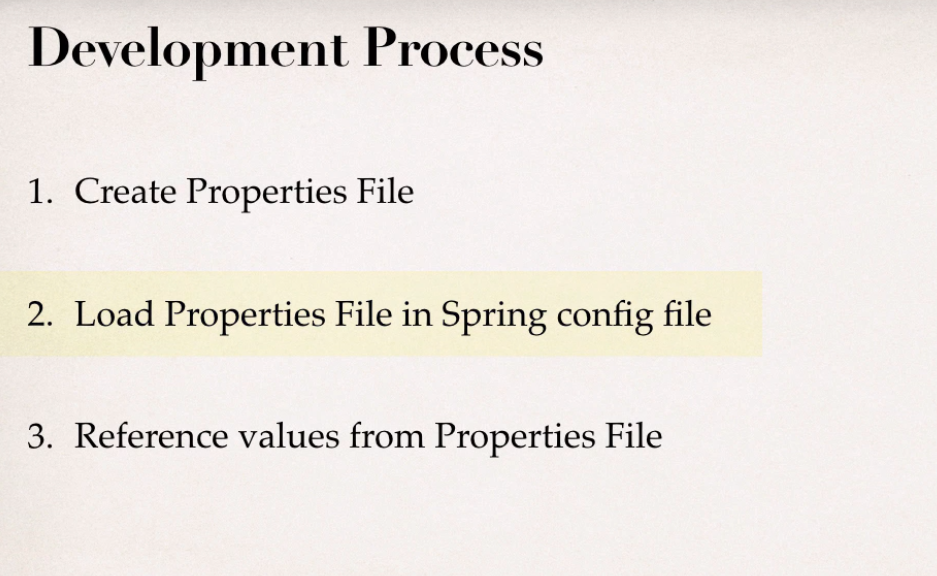 Development Process
1. Create Properties File
2. Load Properties File in Spring config file
3. Reference values from Properties File